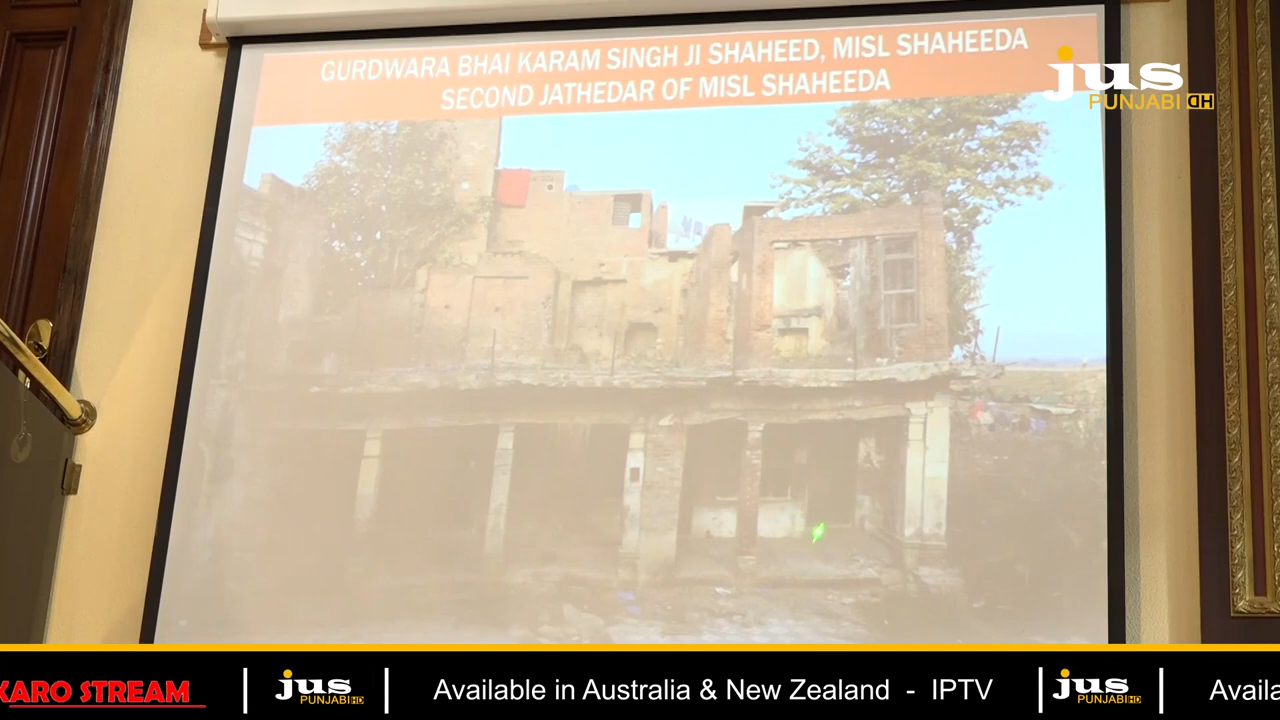 GURDWARA BHAI KARAM SINGH JI SHAHEED, MISL SHAHEEDA
SECOND JATHEDAR OF MISL SHAHEEDA
jus
PUNJABI HD
KARO STREAM
jus
PUNJABI HD
Available in Australia & New Zealand - IPTV
jus
PUNJABI HD